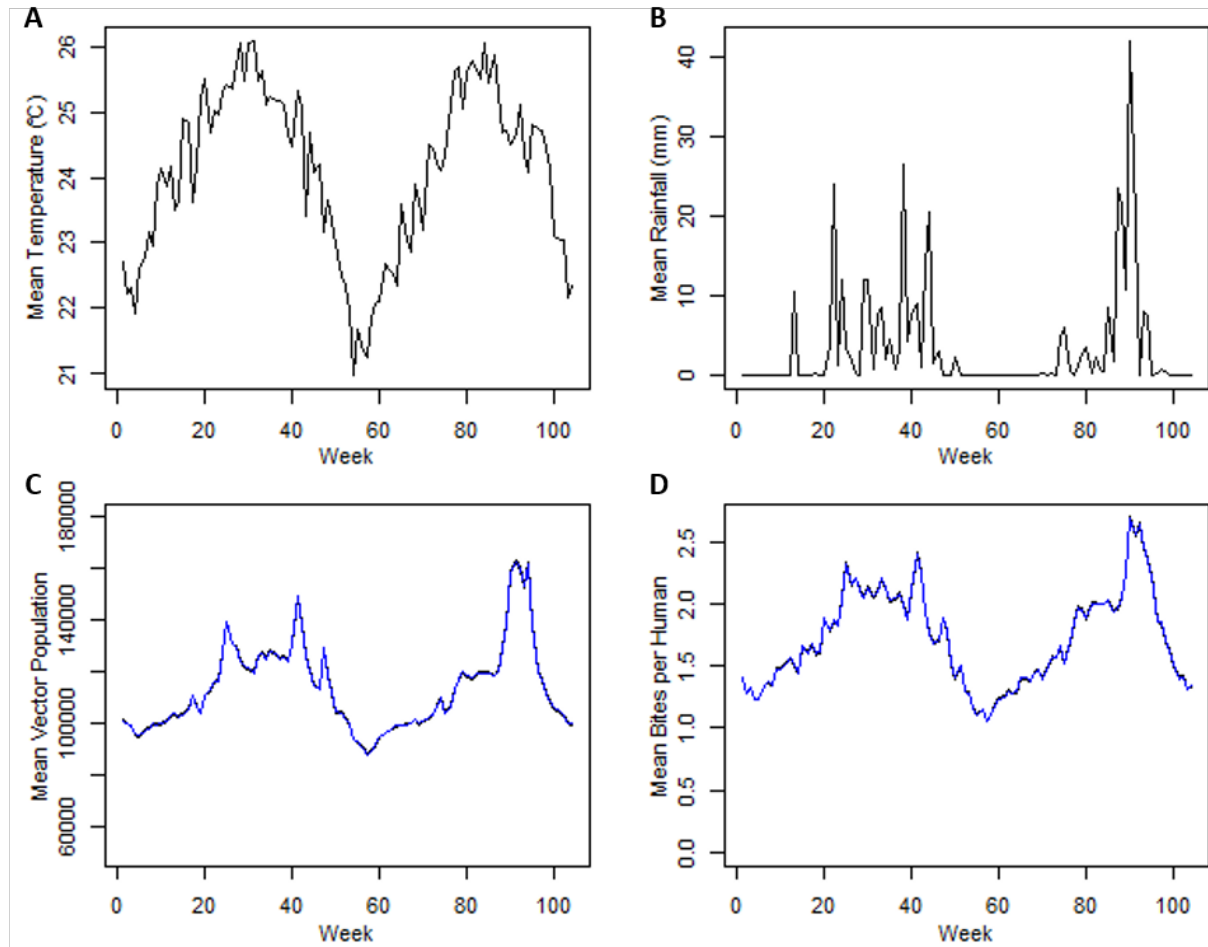 A
Mean Temperature (ºC)
26
25
24
23
22
21
0 20 40 60 80 100
Week
B
Mean Rainfall (mm)
40
30
20
10
0
0 20 40 60 80 100
Week
C
Mean Vector Population
180000
140000
100000
60000
0 20 40 60 80 100
Week
D
Mean Bites per Human
2.5
2.0
1.5
1.0
0.5
0.0
0 20 40 60 80 100
Week